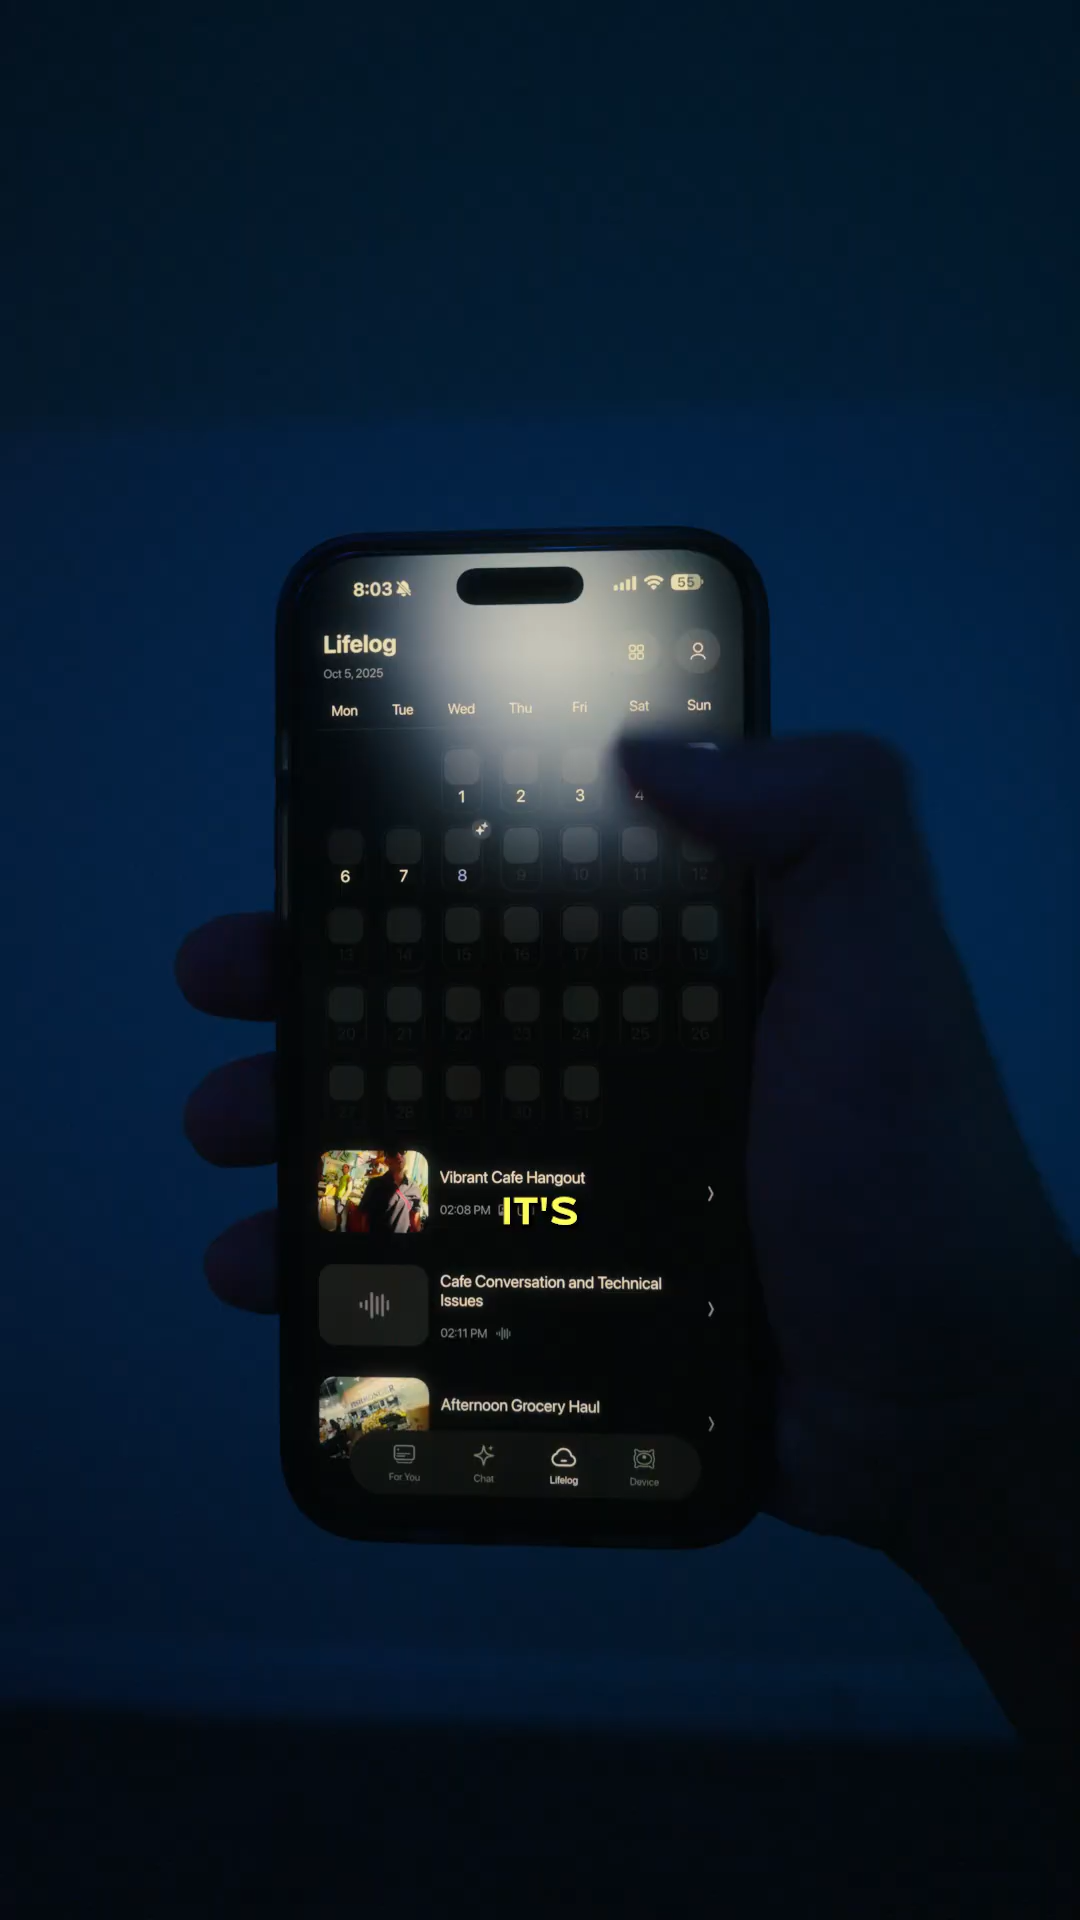 8:03
55
Lifelog
Oct 5, 2025
Mon Tue Wed Thu Fri Sat Sun
1 2 3 4
6 7 8 9 10 11 12
13 14 15 16 17 18 19
20 21 22 23 24 25 26
27 28 29 30 31
Vibrant Cafe Hangout
02:08 PM
IT'S
Cafe Conversation and Technical
Issues
02:11 PM
Afternoon Grocery Haul
For You Chat Lifelog Device